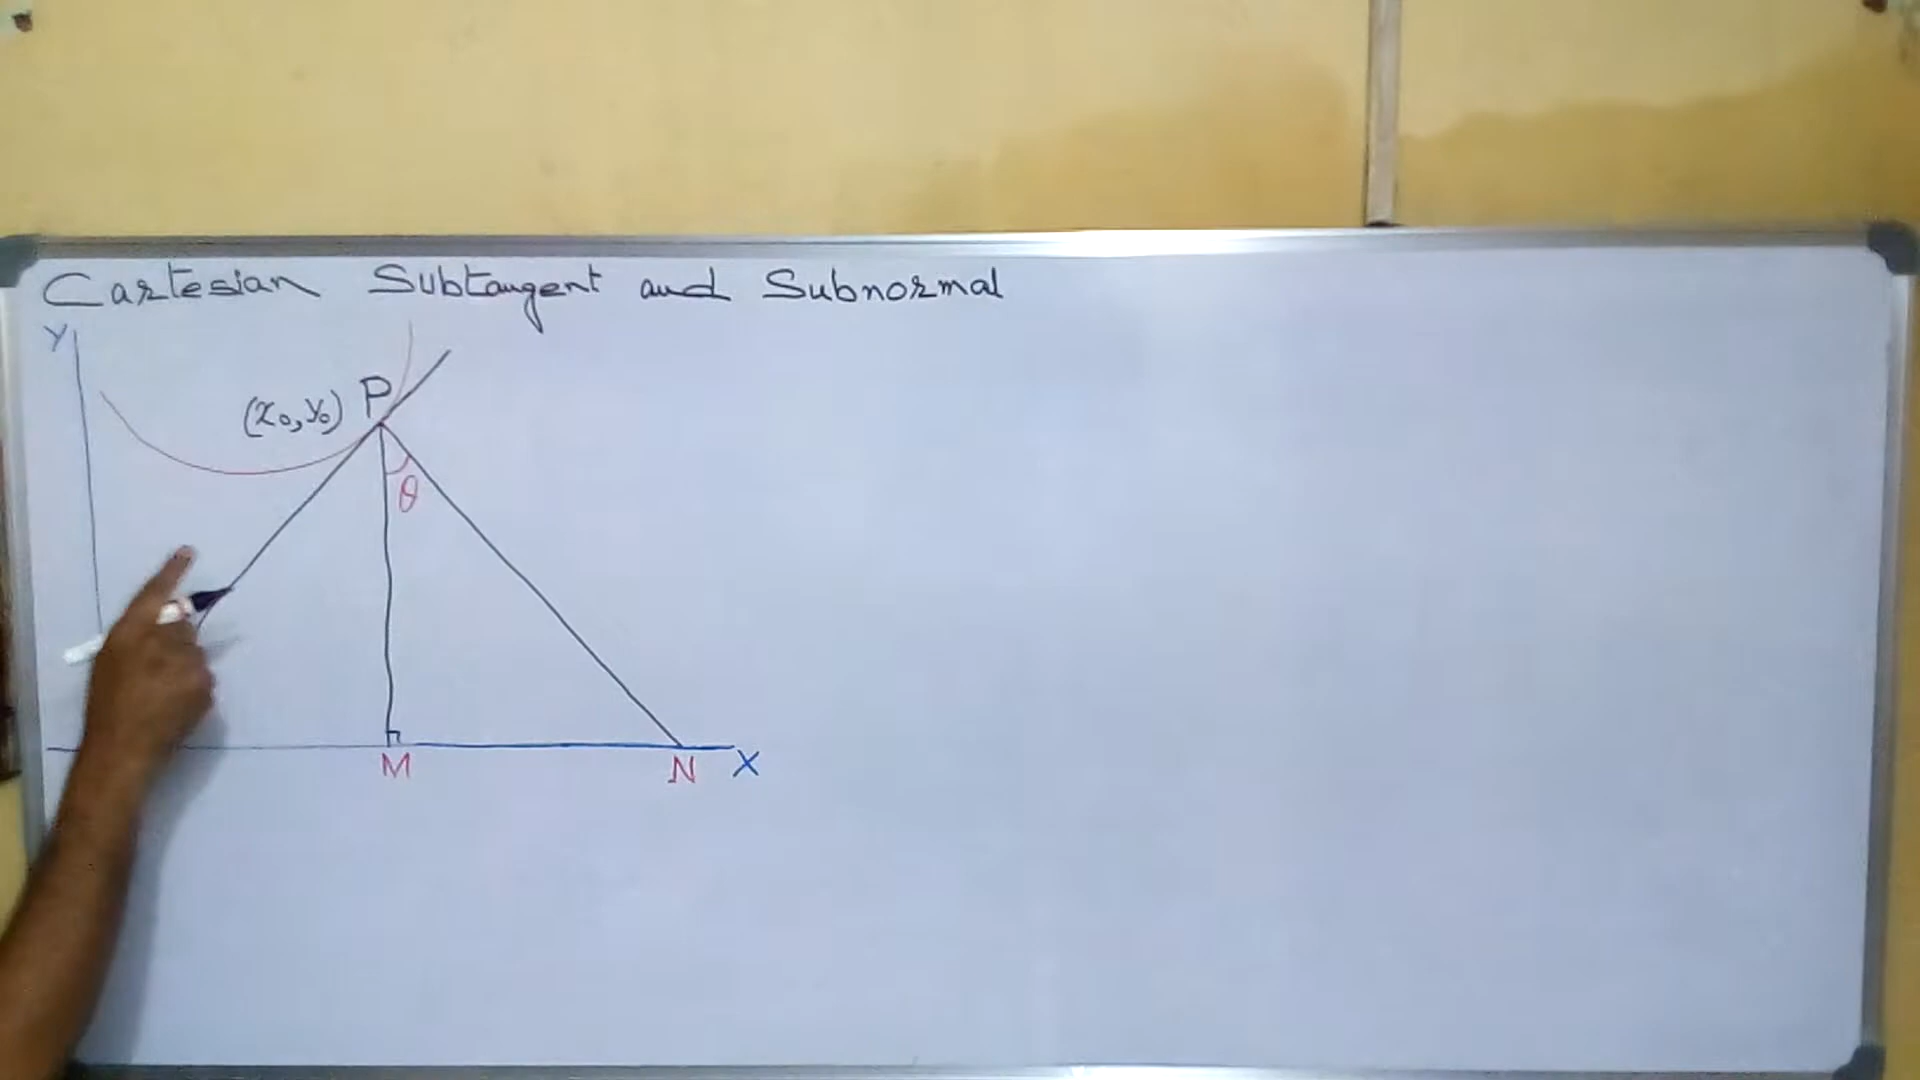 Cartesian Subtangent and Subnormal
Y
P
(x₀, y₀)
θ
M
N
X